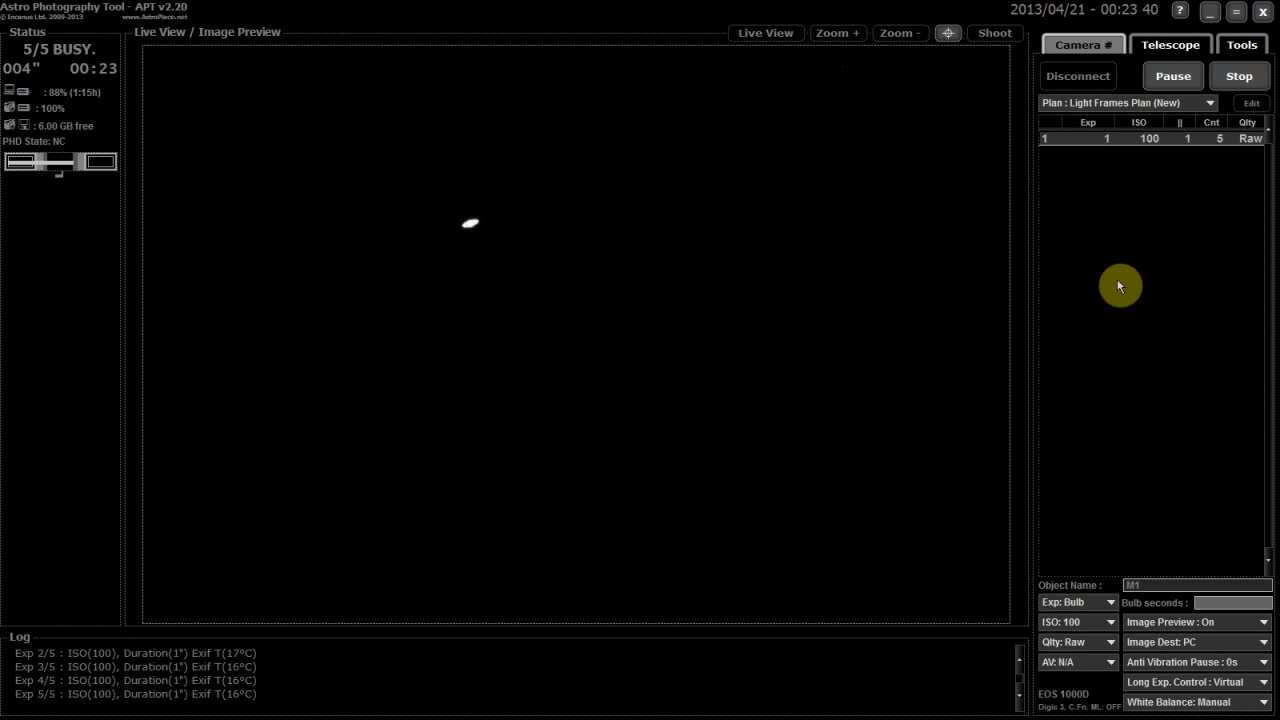 Astro Photography Tool - APT v2.20
© Incanus Ltd. 2009-2013 www.AstroPlace.net
2013/04/21 - 00:23 40 ? _ = x
Status
5/5 BUSY.
004" 00:23
: 88% (1:15h)
: 100%
: 6.00 GB free
PHD State: NC
Live View / Image Preview
Live View Zoom + Zoom - Shoot
Camera # Telescope Tools
Disconnect Pause Stop
Plan : Light Frames Plan (New) Edit
Exp ISO || Cnt Qlty
1 1 100 1 5 Raw
Object Name : M1
Exp: Bulb Bulb seconds :
ISO: 100 Image Preview : On
Qlty: Raw Image Dest: PC
AV: N/A Anti Vibration Pause : 0s
Long Exp. Control : Virtual
EOS 1000D
Digic 3, C.Fn. ML: OFF White Balance: Manual
Log
Exp 2/5 : ISO(100), Duration(1") Exif T(17°C)
Exp 3/5 : ISO(100), Duration(1") Exif T(16°C)
Exp 4/5 : ISO(100), Duration(1") Exif T(16°C)
Exp 5/5 : ISO(100), Duration(1") Exif T(16°C)